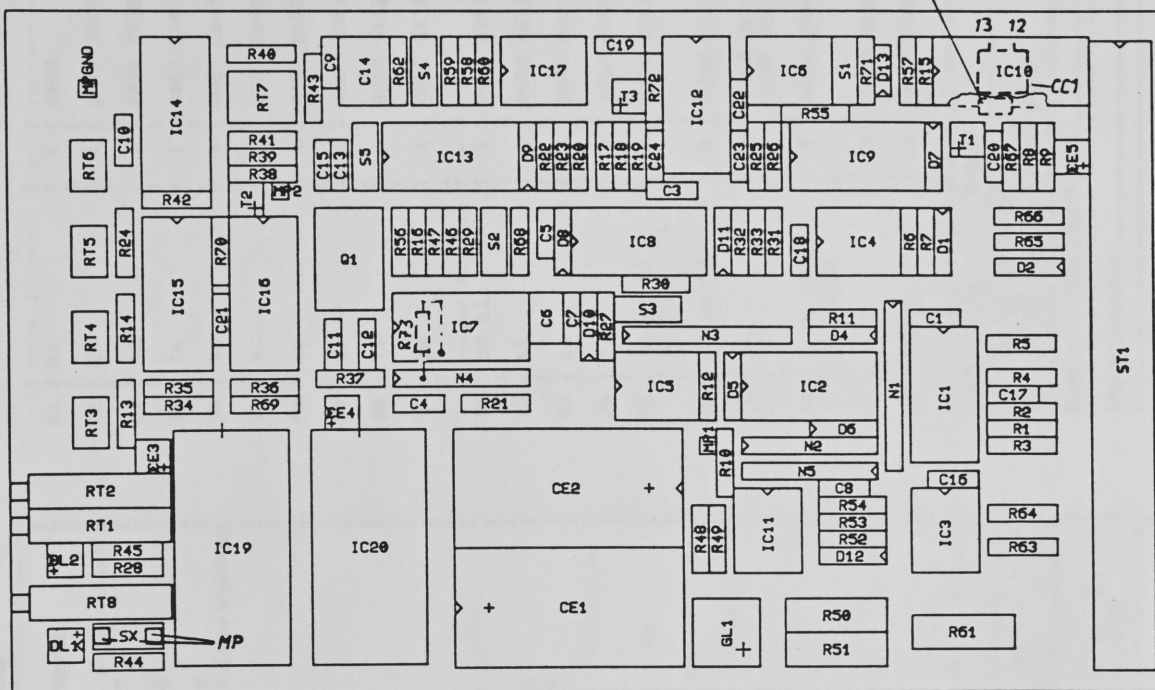 13 12
MPGND
IC14
R40
RT7
R43
C9
C14
R62
S4
R59
R58
R60
IC17
C19
T3
R72
IC12
C22
IC6
S1
R71
D13
R57
R15
IC10
CC1
R55
C10
RT6
R41
R39
R38
MP2
T2
R42
C15
C13
S5
IC13
D9
R22
R23
R20
R17
R18
R19
C24
C3
C23
R25
R26
IC9
D7
T1
C20
R67
R8
R9
CE5
RT5
R24
IC15
R70
IC16
Q1
R56
R16
R47
R46
R29
S2
R68
C5
D8
IC8
D11
R32
R33
R31
C18
IC4
R6
R7
D1
R66
R65
D2
R30
S3
RT4
R14
C21
C11
C12
R73
IC7
C6
C7
D10
R27
N3
R11
D4
C1
R5
ST1
R35
R34
R36
R69
R37
N4
C4
R21
IC5
R12
D5
IC2
N1
IC1
R4
C17
R2
R1
R3
RT3
R13
CE4
CE3
MP1
R10
D6
N2
N5
C16
RT2
RT1
IC19
IC20
CE2
R48
R49
IC11
C8
R54
R53
R52
D12
IC3
R64
R63
DL2
R45
R28
RT8
CE1
DL1
SX
MP
R44
GL1
R50
R51
R61